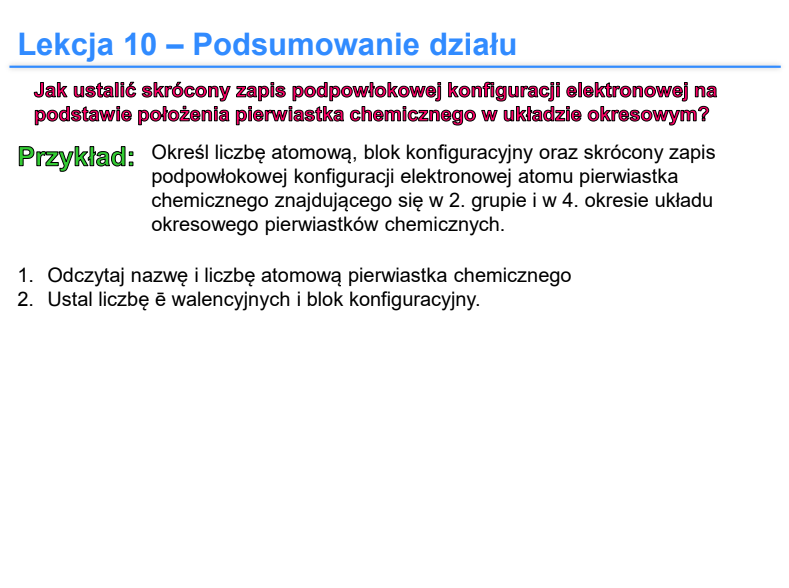 Lekcja 10 – Podsumowanie działu
Jak ustalić skrócony zapis podpowłokowej konfiguracji elektronowej na
podstawie położenia pierwiastka chemicznego w układzie okresowym?
Przykład:
Określ liczbę atomową, blok konfiguracyjny oraz skrócony zapis
podpowłokowej konfiguracji elektronowej atomu pierwiastka
chemicznego znajdującego się w 2. grupie i w 4. okresie układu
okresowego pierwiastków chemicznych.
1. Odczytaj nazwę i liczbę atomową pierwiastka chemicznego
2. Ustal liczbę ē walencyjnych i blok konfiguracyjny.